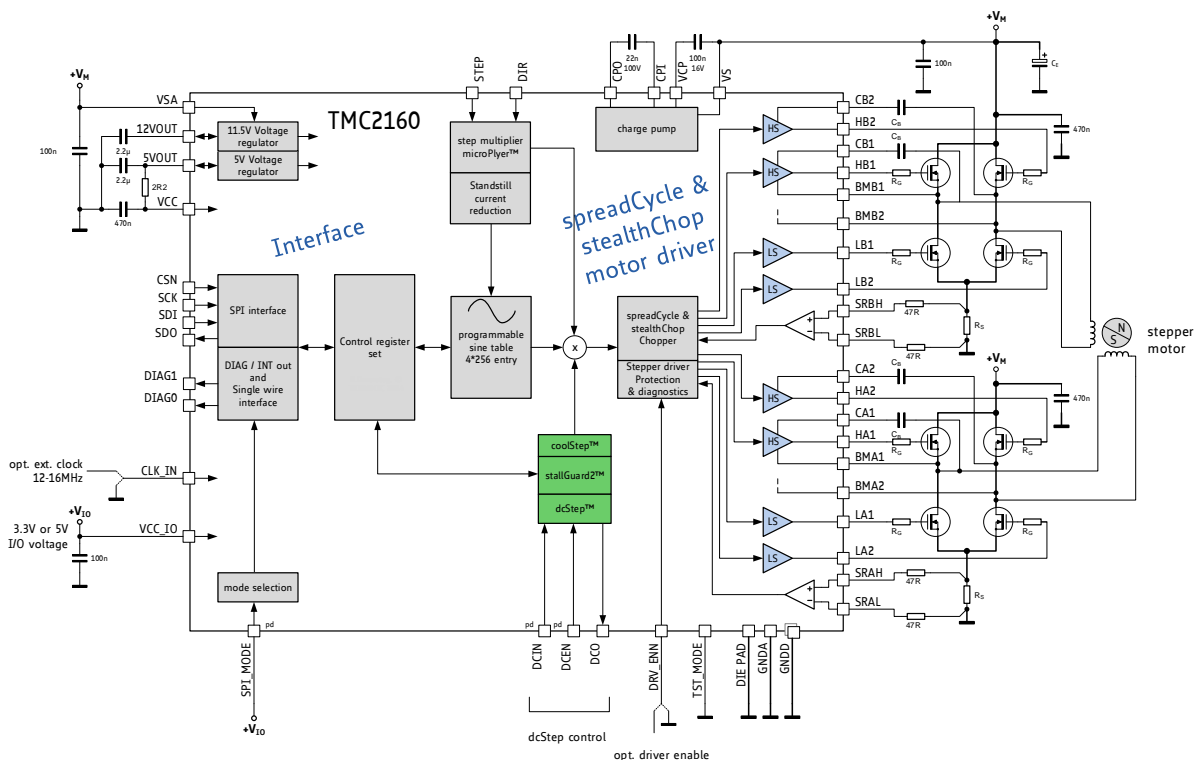 +VM
22n
100V
100n
16V
100n
CE
STEP
DIR
CPO
CPI
VCP
VS
+VM
VSA
TMC2160
12VOUT
2.2µ
11.5V Voltage
regulator
100n
5VOUT
2.2µ
5V Voltage
regulator
2R2
VCC
470n
step multiplier
microPlyer™
Standstill
current
reduction
charge pump
Interface
spreadCycle &
stealthChop
motor driver
HS
CB2
CB
HB2
470n
CB1
CB
HS
HB1
RG
RG
BMB1
BMB2
LS
LB1
RG
RG
LS
LB2
SRBH
47R
RS
SRBL
47R
+
−
CSN
SCK
SDI
SDO
SPI interface
DIAG / INT out
and
Single wire
interface
DIAG1
DIAG0
Control register
set
programmable
sine table
4*256 entry
x
spreadCycle &
stealthChop
Chopper
Stepper driver
Protection
& diagnostics
N
S
stepper
motor
+VM
CA2
CB
HS
HA2
470n
CA1
CB
HS
HA1
RG
RG
BMA1
BMA2
LS
LA1
RG
RG
LS
LA2
SRAH
47R
RS
SRAL
47R
+
−
coolStep™
stallGuard2™
dcStep™
opt. ext. clock
12-16MHz
CLK_IN
+VIO
3.3V or 5V
I/O voltage
VCC_IO
100n
mode selection
pd
pd
pd
SPI_MODE
DCIN
DCEN
DCO
DRV_ENN
TST_MODE
DIE PAD
GNDA
GNDD
+VIO
dcStep control
opt. driver enable